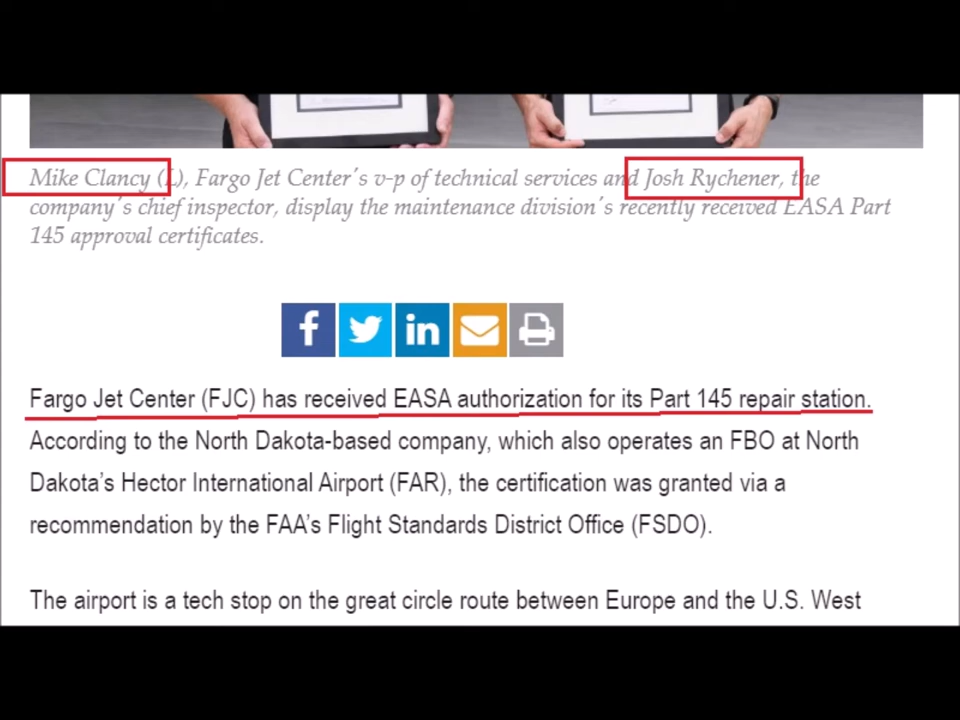 Mike Clancy (L), Fargo Jet Center's v-p of technical services and Josh Rychener, the
company's chief inspector, display the maintenance division's recently received EASA Part
145 approval certificates.
Fargo Jet Center (FJC) has received EASA authorization for its Part 145 repair station.
According to the North Dakota-based company, which also operates an FBO at North
Dakota's Hector International Airport (FAR), the certification was granted via a
recommendation by the FAA's Flight Standards District Office (FSDO).
The airport is a tech stop on the great circle route between Europe and the U.S. West